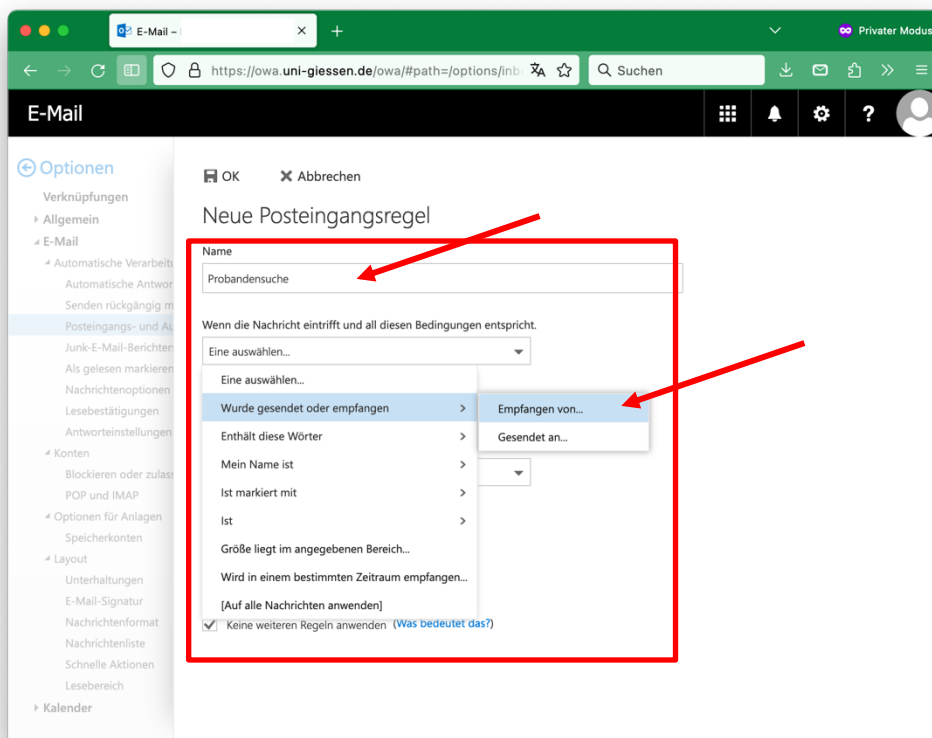 E-Mail –
Privater Modus
https://owa.uni-giessen.de/owa/#path=/options/inb
Suchen
E-Mail
?
Optionen
Verknüpfungen
Allgemein
E-Mail
Automatische Verarbeitu
Automatische Antwor
Senden rückgängig m
Posteingangs- und Au
Junk-E-Mail-Berichters
Als gelesen markieren
Nachrichtenoptionen
Lesebestätigungen
Antworteinstellungen
Konten
Blockieren oder zulass
POP und IMAP
Optionen für Anlagen
Speicherkonten
Layout
Unterhaltungen
E-Mail-Signatur
Nachrichtenformat
Nachrichtenliste
Schnelle Aktionen
Lesebereich
Kalender
OK Abbrechen
Neue Posteingangsregel
Name
Probandensuche
Wenn die Nachricht eintrifft und all diesen Bedingungen entspricht.
Eine auswählen...
Eine auswählen...
Wurde gesendet oder empfangen
Empfangen von...
Gesendet an...
Enthält diese Wörter
Mein Name ist
Ist markiert mit
Ist
Größe liegt im angegebenen Bereich...
Wird in einem bestimmten Zeitraum empfangen...
[Auf alle Nachrichten anwenden]
Keine weiteren Regeln anwenden (Was bedeutet das?)